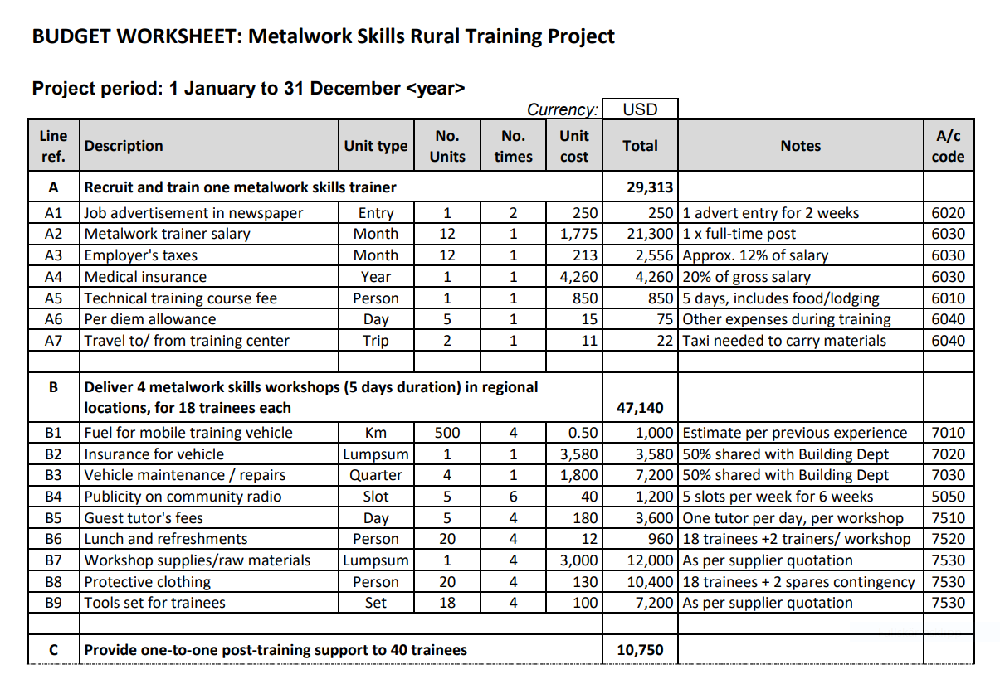 BUDGET WORKSHEET: Metalwork Skills Rural Training Project
Project period: 1 January to 31 December <year>
Currency: USD
Line ref. Description Unit type No. Units No. times Unit cost Total Notes A/c code
A Recruit and train one metalwork skills trainer 29,313
A1 Job advertisement in newspaper Entry 1 2 250 250 1 advert entry for 2 weeks 6020
A2 Metalwork trainer salary Month 12 1 1,775 21,300 1 x full-time post 6030
A3 Employer's taxes Month 12 1 213 2,556 Approx. 12% of salary 6030
A4 Medical insurance Year 1 1 4,260 4,260 20% of gross salary 6030
A5 Technical training course fee Person 1 1 850 850 5 days, includes food/lodging 6010
A6 Per diem allowance Day 5 1 15 75 Other expenses during training 6040
A7 Travel to/ from training center Trip 2 1 11 22 Taxi needed to carry materials 6040
B Deliver 4 metalwork skills workshops (5 days duration) in regional
locations, for 18 trainees each 47,140
B1 Fuel for mobile training vehicle Km 500 4 0.50 1,000 Estimate per previous experience 7010
B2 Insurance for vehicle Lumpsum 1 1 3,580 3,580 50% shared with Building Dept 7020
B3 Vehicle maintenance / repairs Quarter 4 1 1,800 7,200 50% shared with Building Dept 7030
B4 Publicity on community radio Slot 5 6 40 1,200 5 slots per week for 6 weeks 5050
B5 Guest tutor's fees Day 5 4 180 3,600 One tutor per day, per workshop 7510
B6 Lunch and refreshments Person 20 4 12 960 18 trainees +2 trainers/ workshop 7520
B7 Workshop supplies/raw materials Lumpsum 1 4 3,000 12,000 As per supplier quotation 7530
B8 Protective clothing Person 20 4 130 10,400 18 trainees + 2 spares contingency 7530
B9 Tools set for trainees Set 18 4 100 7,200 As per supplier quotation 7530
C Provide one-to-one post-training support to 40 trainees 10,750